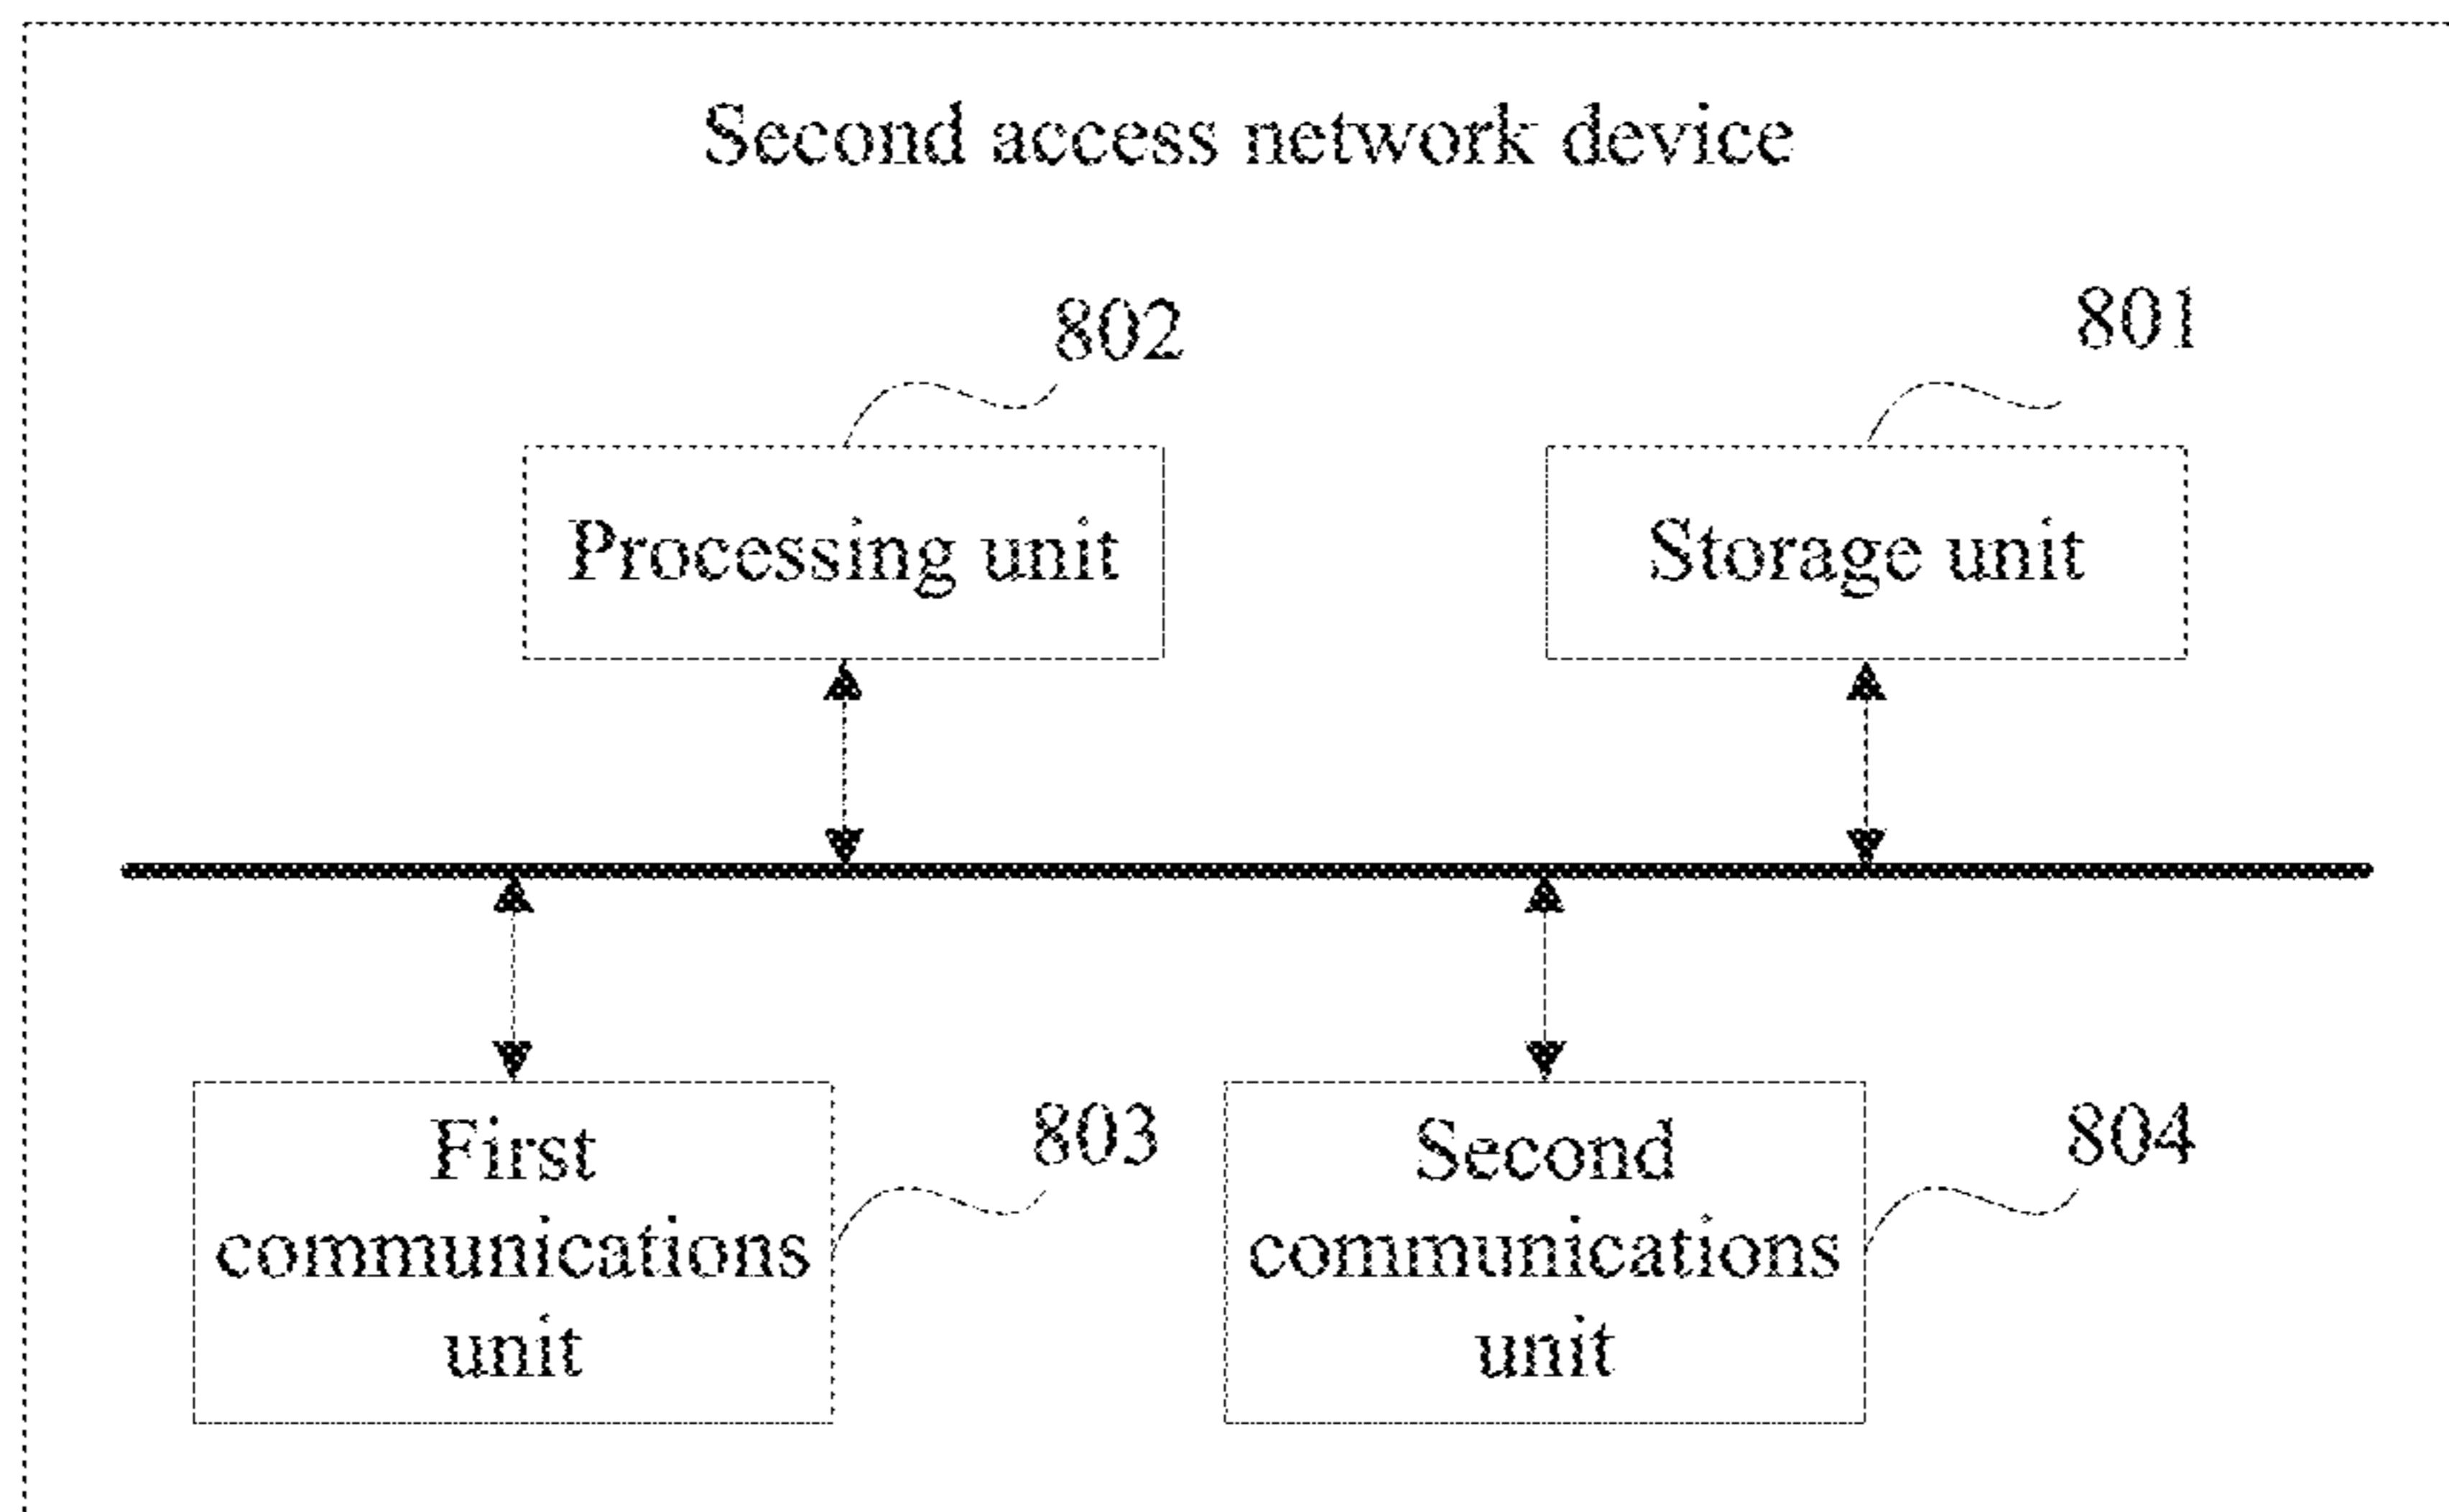 Second access network device
802
801
Processing unit
Storage unit
First
communications
unit
803
Second
communications
unit
804